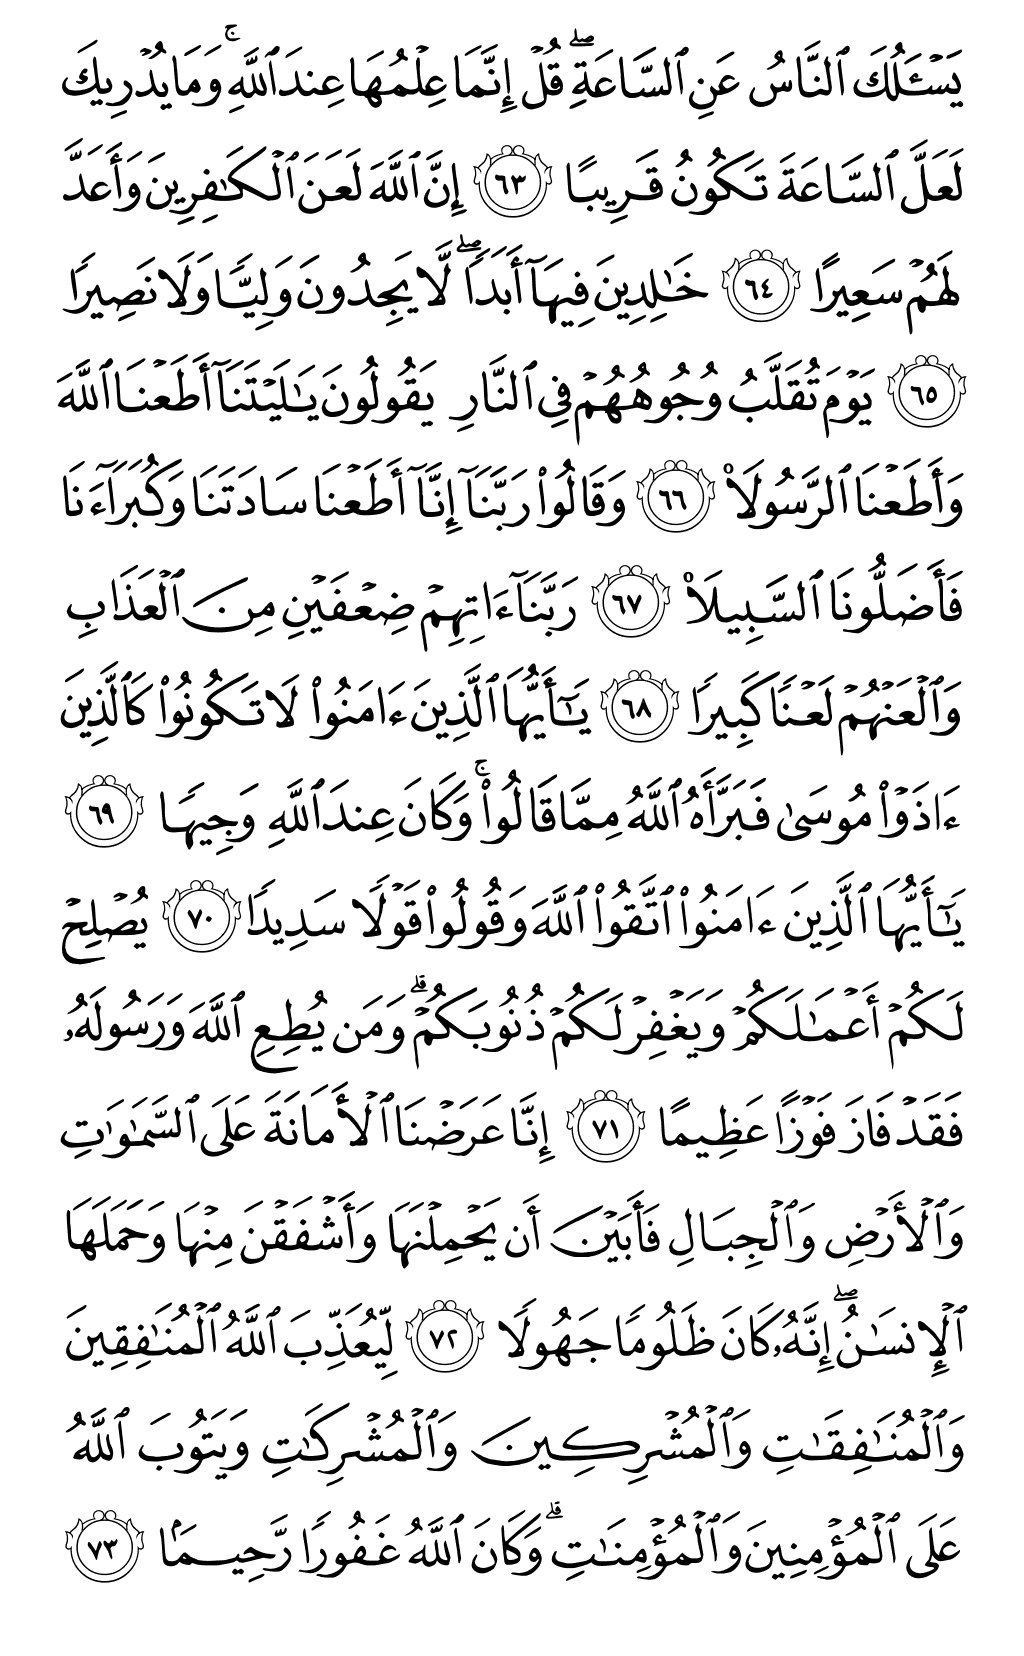 يَسْـَٔلُكَ ٱلنَّاسُ عَنِ ٱلسَّاعَةِۖ قُلْ إِنَّمَا عِلْمُهَا عِندَ ٱللَّهِۚ وَمَا يُدْرِيكَ
لَعَلَّ ٱلسَّاعَةَ تَكُونُ قَرِيبًا ٦٣ إِنَّ ٱللَّهَ لَعَنَ ٱلْكَٰفِرِينَ وَأَعَدَّ
لَهُمْ سَعِيرًا ٦٤ خَٰلِدِينَ فِيهَآ أَبَدًاۖ لَّا يَجِدُونَ وَلِيًّا وَلَا نَصِيرًا
٦٥ يَوْمَ تُقَلَّبُ وُجُوهُهُمْ فِى ٱلنَّارِ يَقُولُونَ يَٰلَيْتَنَآ أَطَعْنَا ٱللَّهَ
وَأَطَعْنَا ٱلرَّسُولَا۠ ٦٦ وَقَالُوا۟ رَبَّنَآ إِنَّآ أَطَعْنَا سَادَتَنَا وَكُبَرَآءَنَا
فَأَضَلُّونَا ٱلسَّبِيلَا۠ ٦٧ رَبَّنَآ ءَاتِهِمْ ضِعْفَيْنِ مِنَ ٱلْعَذَابِ
وَٱلْعَنْهُمْ لَعْنًا كَبِيرًا ٦٨ يَٰٓأَيُّهَا ٱلَّذِينَ ءَامَنُوا۟ لَا تَكُونُوا۟ كَٱلَّذِينَ
ءَاذَوْا۟ مُوسَىٰ فَبَرَّأَهُ ٱللَّهُ مِمَّا قَالُوا۟ۚ وَكَانَ عِندَ ٱللَّهِ وَجِيهًا ٦٩
يَٰٓأَيُّهَا ٱلَّذِينَ ءَامَنُوا۟ ٱتَّقُوا۟ ٱللَّهَ وَقُولُوا۟ قَوْلًا سَدِيدًا ٧٠ يُصْلِحْ
لَكُمْ أَعْمَٰلَكُمْ وَيَغْفِرْ لَكُمْ ذُنُوبَكُمْۗ وَمَن يُطِعِ ٱللَّهَ وَرَسُولَهُۥ
فَقَدْ فَازَ فَوْزًا عَظِيمًا ٧١ إِنَّا عَرَضْنَا ٱلْأَمَانَةَ عَلَى ٱلسَّمَٰوَٰتِ
وَٱلْأَرْضِ وَٱلْجِبَالِ فَأَبَيْنَ أَن يَحْمِلْنَهَا وَأَشْفَقْنَ مِنْهَا وَحَمَلَهَا
ٱلْإِنسَٰنُۖ إِنَّهُۥ كَانَ ظَلُومًا جَهُولًا ٧٢ لِّيُعَذِّبَ ٱللَّهُ ٱلْمُنَٰفِقِينَ
وَٱلْمُنَٰفِقَٰتِ وَٱلْمُشْرِكِينَ وَٱلْمُشْرِكَٰتِ وَيَتُوبَ ٱللَّهُ
عَلَى ٱلْمُؤْمِنِينَ وَٱلْمُؤْمِنَٰتِۗ وَكَانَ ٱللَّهُ غَفُورًا رَّحِيمًۢا ٧٣